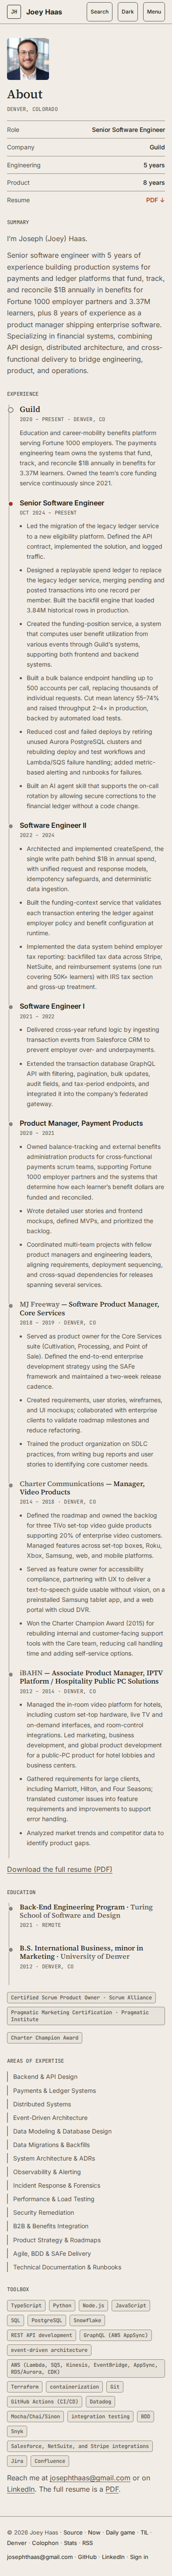 JH Joey Haas Search Dark Menu
About
DENVER, COLORADO
Role Senior Software Engineer
Company Guild
Engineering 5 years
Product 8 years
Resume PDF ↓
SUMMARY
I'm Joseph (Joey) Haas.
Senior software engineer with 5 years of
experience building production systems for
payments and ledger platforms that fund, track,
and reconcile $1B annually in benefits for
Fortune 1000 employer partners and 3.37M
learners, plus 8 years of experience as a
product manager shipping enterprise software.
Specializing in financial systems, combining
API design, distributed architecture, and cross-
functional delivery to bridge engineering,
product, and operations.
EXPERIENCE
Guild
2020 – PRESENT · DENVER, CO
Education and career-mobility benefits platform
serving Fortune 1000 employers. The payments
engineering team owns the systems that fund,
track, and reconcile $1B annually in benefits for
3.37M learners. Owned the team's core funding
service continuously since 2021.
Senior Software Engineer
OCT 2024 – PRESENT
• Led the migration of the legacy ledger service
to a new eligibility platform. Defined the API
contract, implemented the solution, and logged
traffic.
• Designed a replayable spend ledger to replace
the legacy ledger service, merging projected and
posted transactions into one record per
member. Built the backfill engine that loaded
3.84M historical rows in production.
• Created the funding-position service, a system
that computes user benefit utilization from
various events through Guild's systems,
supporting both frontend and backend
systems.
• Built a bulk balance endpoint handling up to
500 accounts per call, replacing thousands of
individual requests. Cut mean latency 55–74%
and raised throughput 2–4× in production,
backed by automated load tests.
• Reduced cost and failed deploys by retiring
unused Aurora PostgreSQL clusters and
rebuilding deploy and test workflows and
Lambda/SQS failure handling; added metric-
based alerting and runbooks for failures.
• Built an AI agent skill that supports the on-call
rotation by allowing secure corrections to the
financial ledger without a code change.
Software Engineer II
2022 – 2024
• Architected and implemented createSpend, the
single write path behind $1B in annual spend,
with unified request and response models,
idempotency safeguards, and deterministic
data ingestion.
• Built the funding-context service that validates
each transaction entering the ledger against
employer policy and benefit configuration at
runtime.
• Implemented the data system behind employer
tax reporting: backfilled tax data across Stripe,
NetSuite, and reimbursement systems (one run
covering 50K+ learners) with IRS tax section
and gross-up treatment.
Software Engineer I
2021 – 2022
• Delivered cross-year refund logic by ingesting
transaction events from Salesforce CRM to
prevent year over- and underpayments.
• Extended the transaction database GraphQL
API with filtering, pagination, bulk updates,
audit fields, and tax-period endpoints, and
integrated it into the company's federated
gateway.
Product Manager, Payment Products
2020 – 2021
• Owned balance-tracking and external benefits
administration products for cross-functional
payments scrum teams, supporting Fortune
1000 employer partners and the systems that
determine how each learner's benefit dollars are
funded and reconciled.
• Wrote detailed user stories and frontend
mockups, defined MVPs, and prioritized the
backlog.
• Coordinated multi-team projects with fellow
product managers and engineering leaders,
aligning requirements, deployment sequencing,
and cross-squad dependencies for releases
spanning several services.
MJ Freeway — Software Product Manager,
Core Services
2018 – 2019 · DENVER, CO
• Served as product owner for the Core Services
suite (Cultivation, Processing, and Point of
Sale). Defined the end-to-end enterprise
development strategy using the SAFe
framework and maintained a two-week release
cadence.
• Created requirements, user stories, wireframes,
and UI mockups; collaborated with enterprise
clients to validate roadmap milestones and
reduce refactoring.
• Trained the product organization on SDLC
practices, from writing bug reports and user
stories to identifying core customer needs.
Charter Communications — Manager,
Video Products
2014 – 2018 · DENVER, CO
• Defined the roadmap and owned the backlog
for three TiVo set-top video guide products
supporting 20% of enterprise video customers.
Managed features across set-top boxes, Roku,
Xbox, Samsung, web, and mobile platforms.
• Served as feature owner for accessibility
compliance, partnering with UX to deliver a
text-to-speech guide usable without vision, on a
preinstalled Samsung tablet app, and a web
portal with cloud DVR.
• Won the Charter Champion Award (2015) for
rebuilding internal and customer-facing support
tools with the Care team, reducing call handling
time and adding self-service options.
iBAHN — Associate Product Manager, IPTV
Platform / Hospitality Public PC Solutions
2012 – 2014 · DENVER, CO
• Managed the in-room video platform for hotels,
including custom set-top hardware, live TV and
on-demand interfaces, and room-control
integrations. Led marketing, business
development, and global product development
for a public-PC product for hotel lobbies and
business centers.
• Gathered requirements for large clients,
including Marriott, Hilton, and Four Seasons;
translated customer issues into feature
requirements and improvements to support
error handling.
• Analyzed market trends and competitor data to
identify product gaps.
Download the full resume (PDF)
EDUCATION
Back-End Engineering Program · Turing
School of Software and Design
2021 · REMOTE
B.S. International Business, minor in
Marketing · University of Denver
2012 · DENVER, CO
Certified Scrum Product Owner · Scrum Alliance
Pragmatic Marketing Certification · Pragmatic
Institute
Charter Champion Award
AREAS OF EXPERTISE
Backend & API Design
Payments & Ledger Systems
Distributed Systems
Event-Driven Architecture
Data Modeling & Database Design
Data Migrations & Backfills
System Architecture & ADRs
Observability & Alerting
Incident Response & Forensics
Performance & Load Testing
Security Remediation
B2B & Benefits Integration
Product Strategy & Roadmaps
Agile, BDD & SAFe Delivery
Technical Documentation & Runbooks
TOOLBOX
TypeScript Python Node.js JavaScript
SQL PostgreSQL Snowflake
REST API development GraphQL (AWS AppSync)
event-driven architecture
AWS (Lambda, SQS, Kinesis, EventBridge, AppSync,
RDS/Aurora, CDK)
Terraform containerization Git
GitHub Actions (CI/CD) Datadog
Mocha/Chai/Sinon integration testing BDD
Snyk
Salesforce, NetSuite, and Stripe integrations
Jira Confluence
Reach me at josephthaas@gmail.com or on
LinkedIn. The full resume is a PDF.
© 2026 Joey Haas · Source · Now · Daily game · TIL ·
Denver · Colophon · Stats · RSS
josephthaas@gmail.com · GitHub · LinkedIn · Sign in